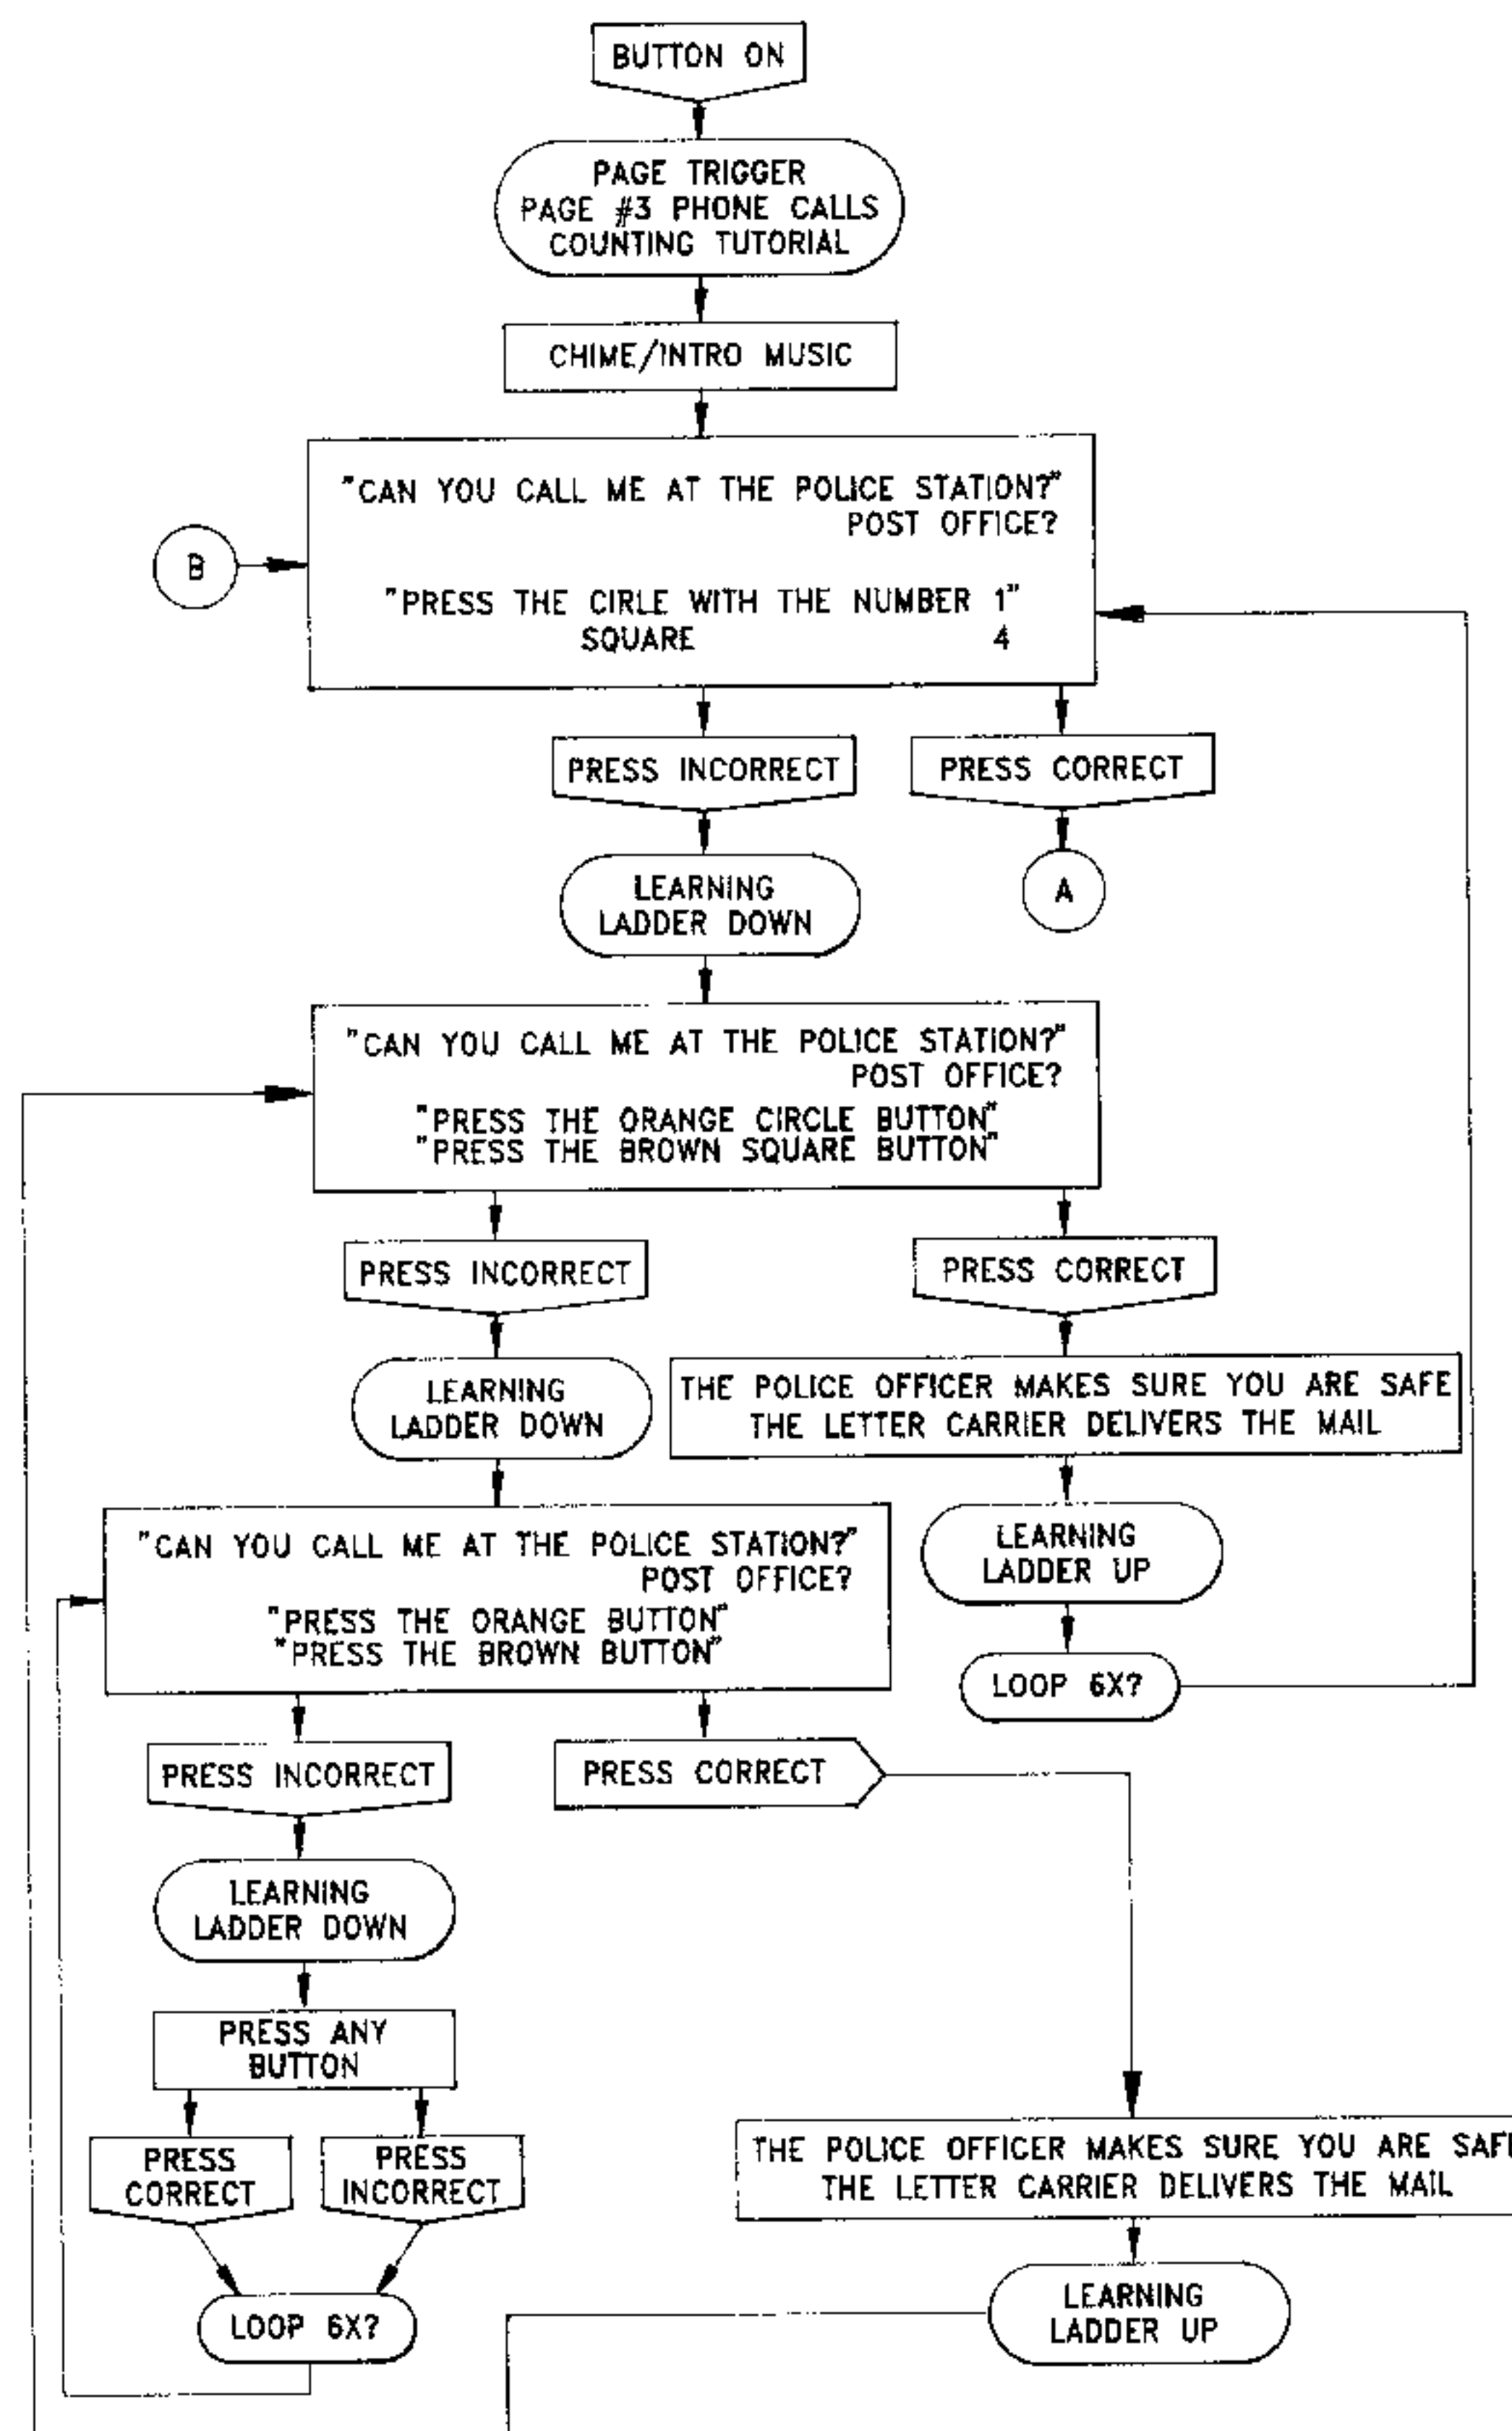 BUTTON ON
PAGE TRIGGER
PAGE #3 PHONE CALLS
COUNTING TUTORIAL
CHIME/INTRO MUSIC
"CAN YOU CALL ME AT THE POLICE STATION?"
POST OFFICE?
B
"PRESS THE CIRLE WITH THE NUMBER 1"
SQUARE 4
PRESS INCORRECT
PRESS CORRECT
LEARNING
LADDER DOWN
A
"CAN YOU CALL ME AT THE POLICE STATION?"
POST OFFICE?
"PRESS THE ORANGE CIRCLE BUTTON"
"PRESS THE BROWN SQUARE BUTTON"
PRESS INCORRECT
PRESS CORRECT
LEARNING
LADDER DOWN
THE POLICE OFFICER MAKES SURE YOU ARE SAFE
THE LETTER CARRIER DELIVERS THE MAIL
"CAN YOU CALL ME AT THE POLICE STATION?"
POST OFFICE?
"PRESS THE ORANGE BUTTON"
"PRESS THE BROWN BUTTON"
LEARNING
LADDER UP
LOOP 6X?
PRESS INCORRECT
PRESS CORRECT
LEARNING
LADDER DOWN
PRESS ANY
BUTTON
PRESS
CORRECT
PRESS
INCORRECT
LOOP 6X?
THE POLICE OFFICER MAKES SURE YOU ARE SAFE
THE LETTER CARRIER DELIVERS THE MAIL
LEARNING
LADDER UP